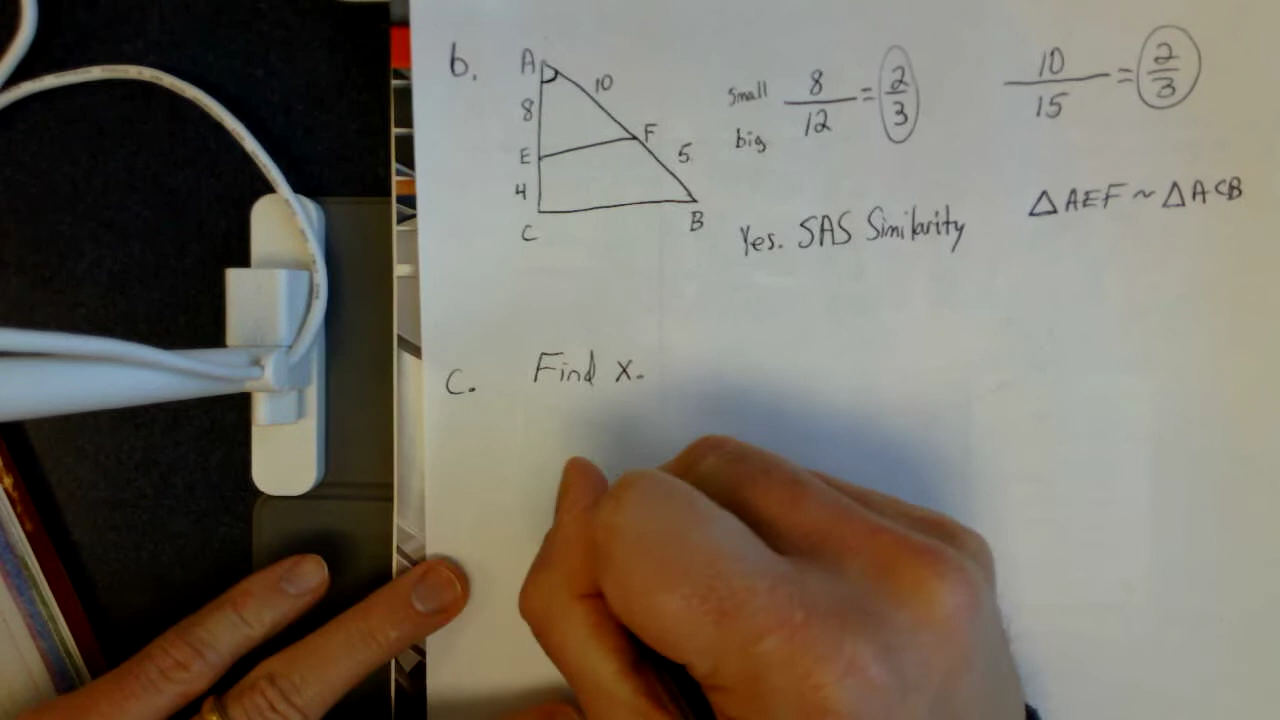 b.
A
10
8
F
E
5
4
C
B
Small 8 = 2
big 12 3
10 = 2
15 3
Yes. SAS Similarity
△AEF ~ △ACB
c. Find x.